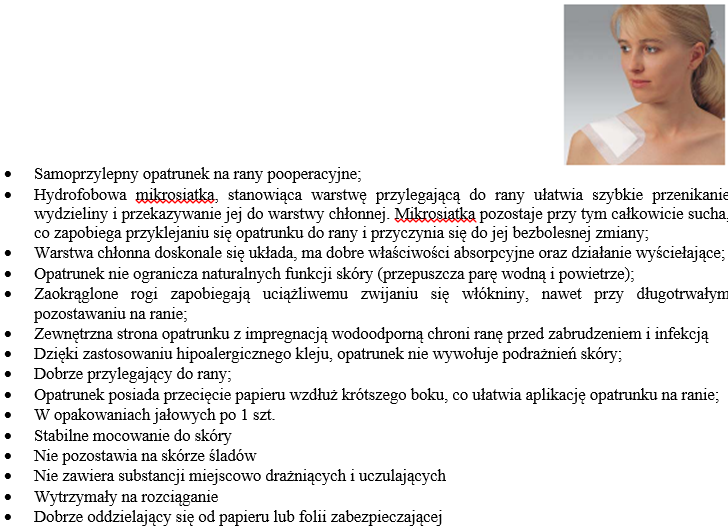 • Samoprzylepny opatrunek na rany pooperacyjne;
• Hydrofobowa mikrosiatka, stanowiąca warstwę przylegającą do rany ułatwia szybkie przenikanie
wydzieliny i przekazywanie jej do warstwy chłonnej. Mikrosiatka pozostaje przy tym całkowicie sucha,
co zapobiega przyklejaniu się opatrunku do rany i przyczynia się do jej bezbolesnej zmiany;
• Warstwa chłonna doskonale się układa, ma dobre właściwości absorpcyjne oraz działanie wyściełające;
• Opatrunek nie ogranicza naturalnych funkcji skóry (przepuszcza parę wodną i powietrze);
• Zaokrąglone rogi zapobiegają uciążliwemu zwijaniu się włókniny, nawet przy długotrwałym
pozostawaniu na ranie;
• Zewnętrzna strona opatrunku z impregnacją wodoodporną chroni ranę przed zabrudzeniem i infekcją
• Dzięki zastosowaniu hipoalergicznego kleju, opatrunek nie wywołuje podrażnień skóry;
• Dobrze przylegający do rany;
• Opatrunek posiada przecięcie papieru wzdłuż krótszego boku, co ułatwia aplikację opatrunku na ranie;
• W opakowaniach jałowych po 1 szt.
• Stabilne mocowanie do skóry
• Nie pozostawia na skórze śladów
• Nie zawiera substancji miejscowo drażniących i uczulających
• Wytrzymały na rozciąganie
• Dobrze oddzielający się od papieru lub folii zabezpieczającej